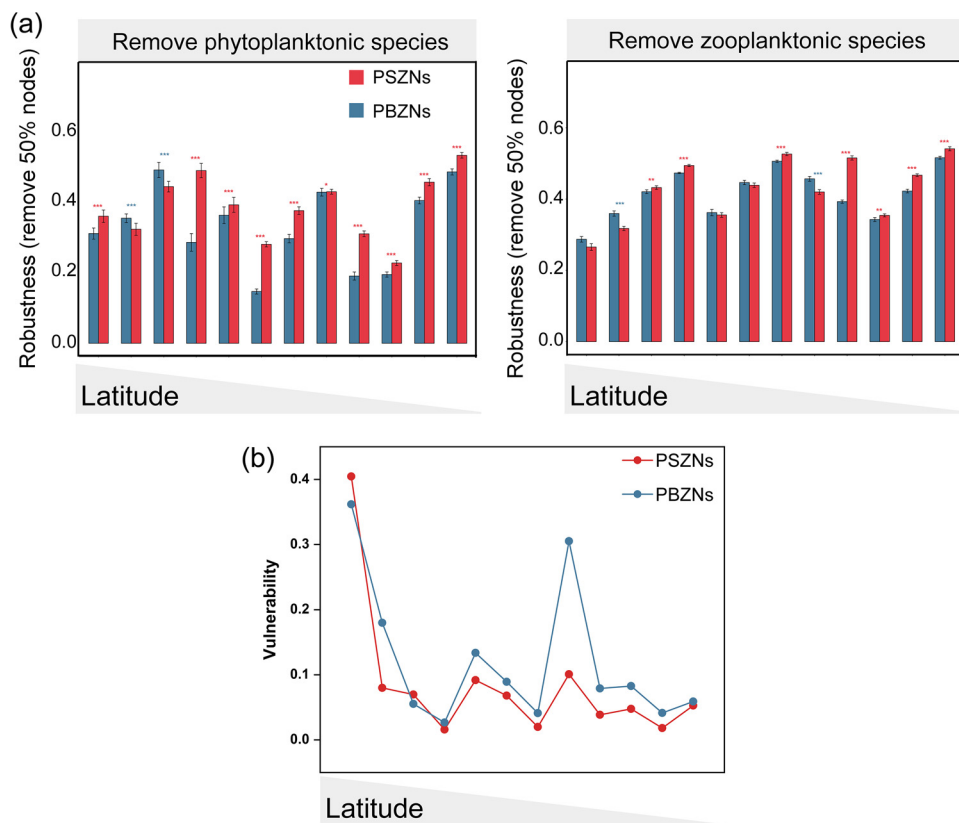 (a)
Remove phytoplanktonic species
Robustness (remove 50% nodes)
0.6
0.4
0.2
0.0
PSZNs
PBZNs
*** *** *** *** *** *** *** * *** *** *** ***
Latitude
Remove zooplanktonic species
Robustness (remove 50% nodes)
0.6
0.4
0.2
0.0
*** ** *** *** *** *** ** *** ***
Latitude
(b)
Vulnerability
0.4
0.3
0.2
0.1
0.0
PSZNs
PBZNs
Latitude